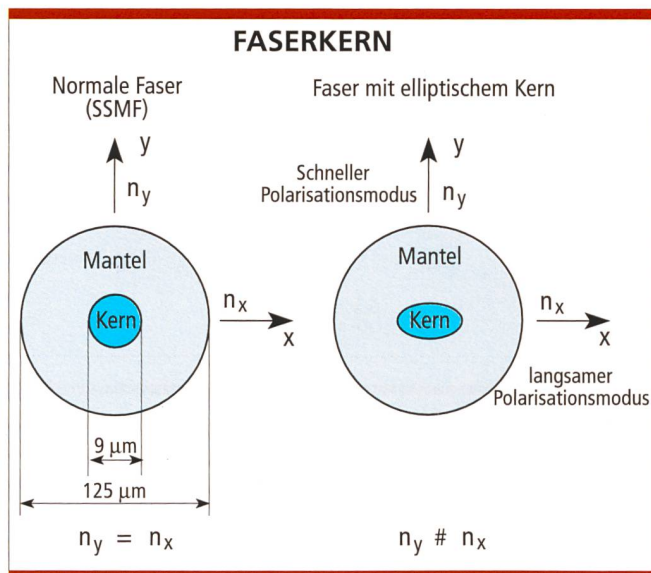 FASERKERN
Normale Faser
(SSMF)
y
n_y
Mantel
Kern
n_x
x
9 µm
125 µm
n_y = n_x
Faser mit elliptischem Kern
y
Schneller
Polarisationsmodus
n_y
Mantel
Kern
n_x
x
langsamer
Polarisationsmodus
n_y # n_x